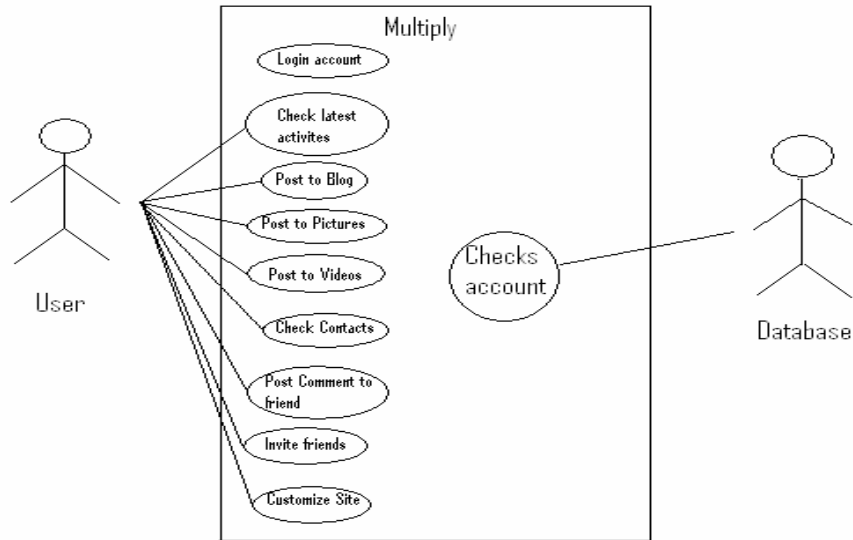 Multiply
Login account
Check latest
activites
Post to Blog
Post to Pictures
Post to Videos
Check Contacts
Post Comment to
friend
Invite friends
Customize Site
User
Checks
account
Database